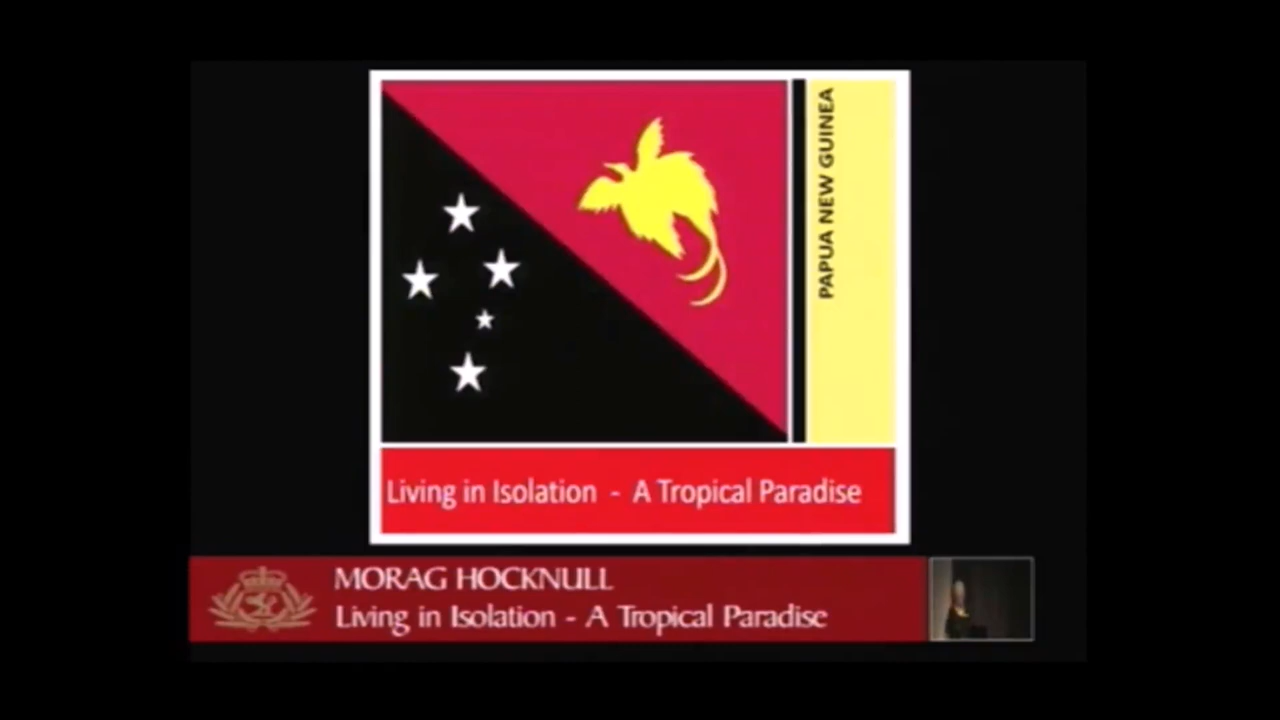 PAPUA NEW GUINEA
Living in Isolation - A Tropical Paradise
MORAG HOCKNULL
Living in Isolation - A Tropical Paradise